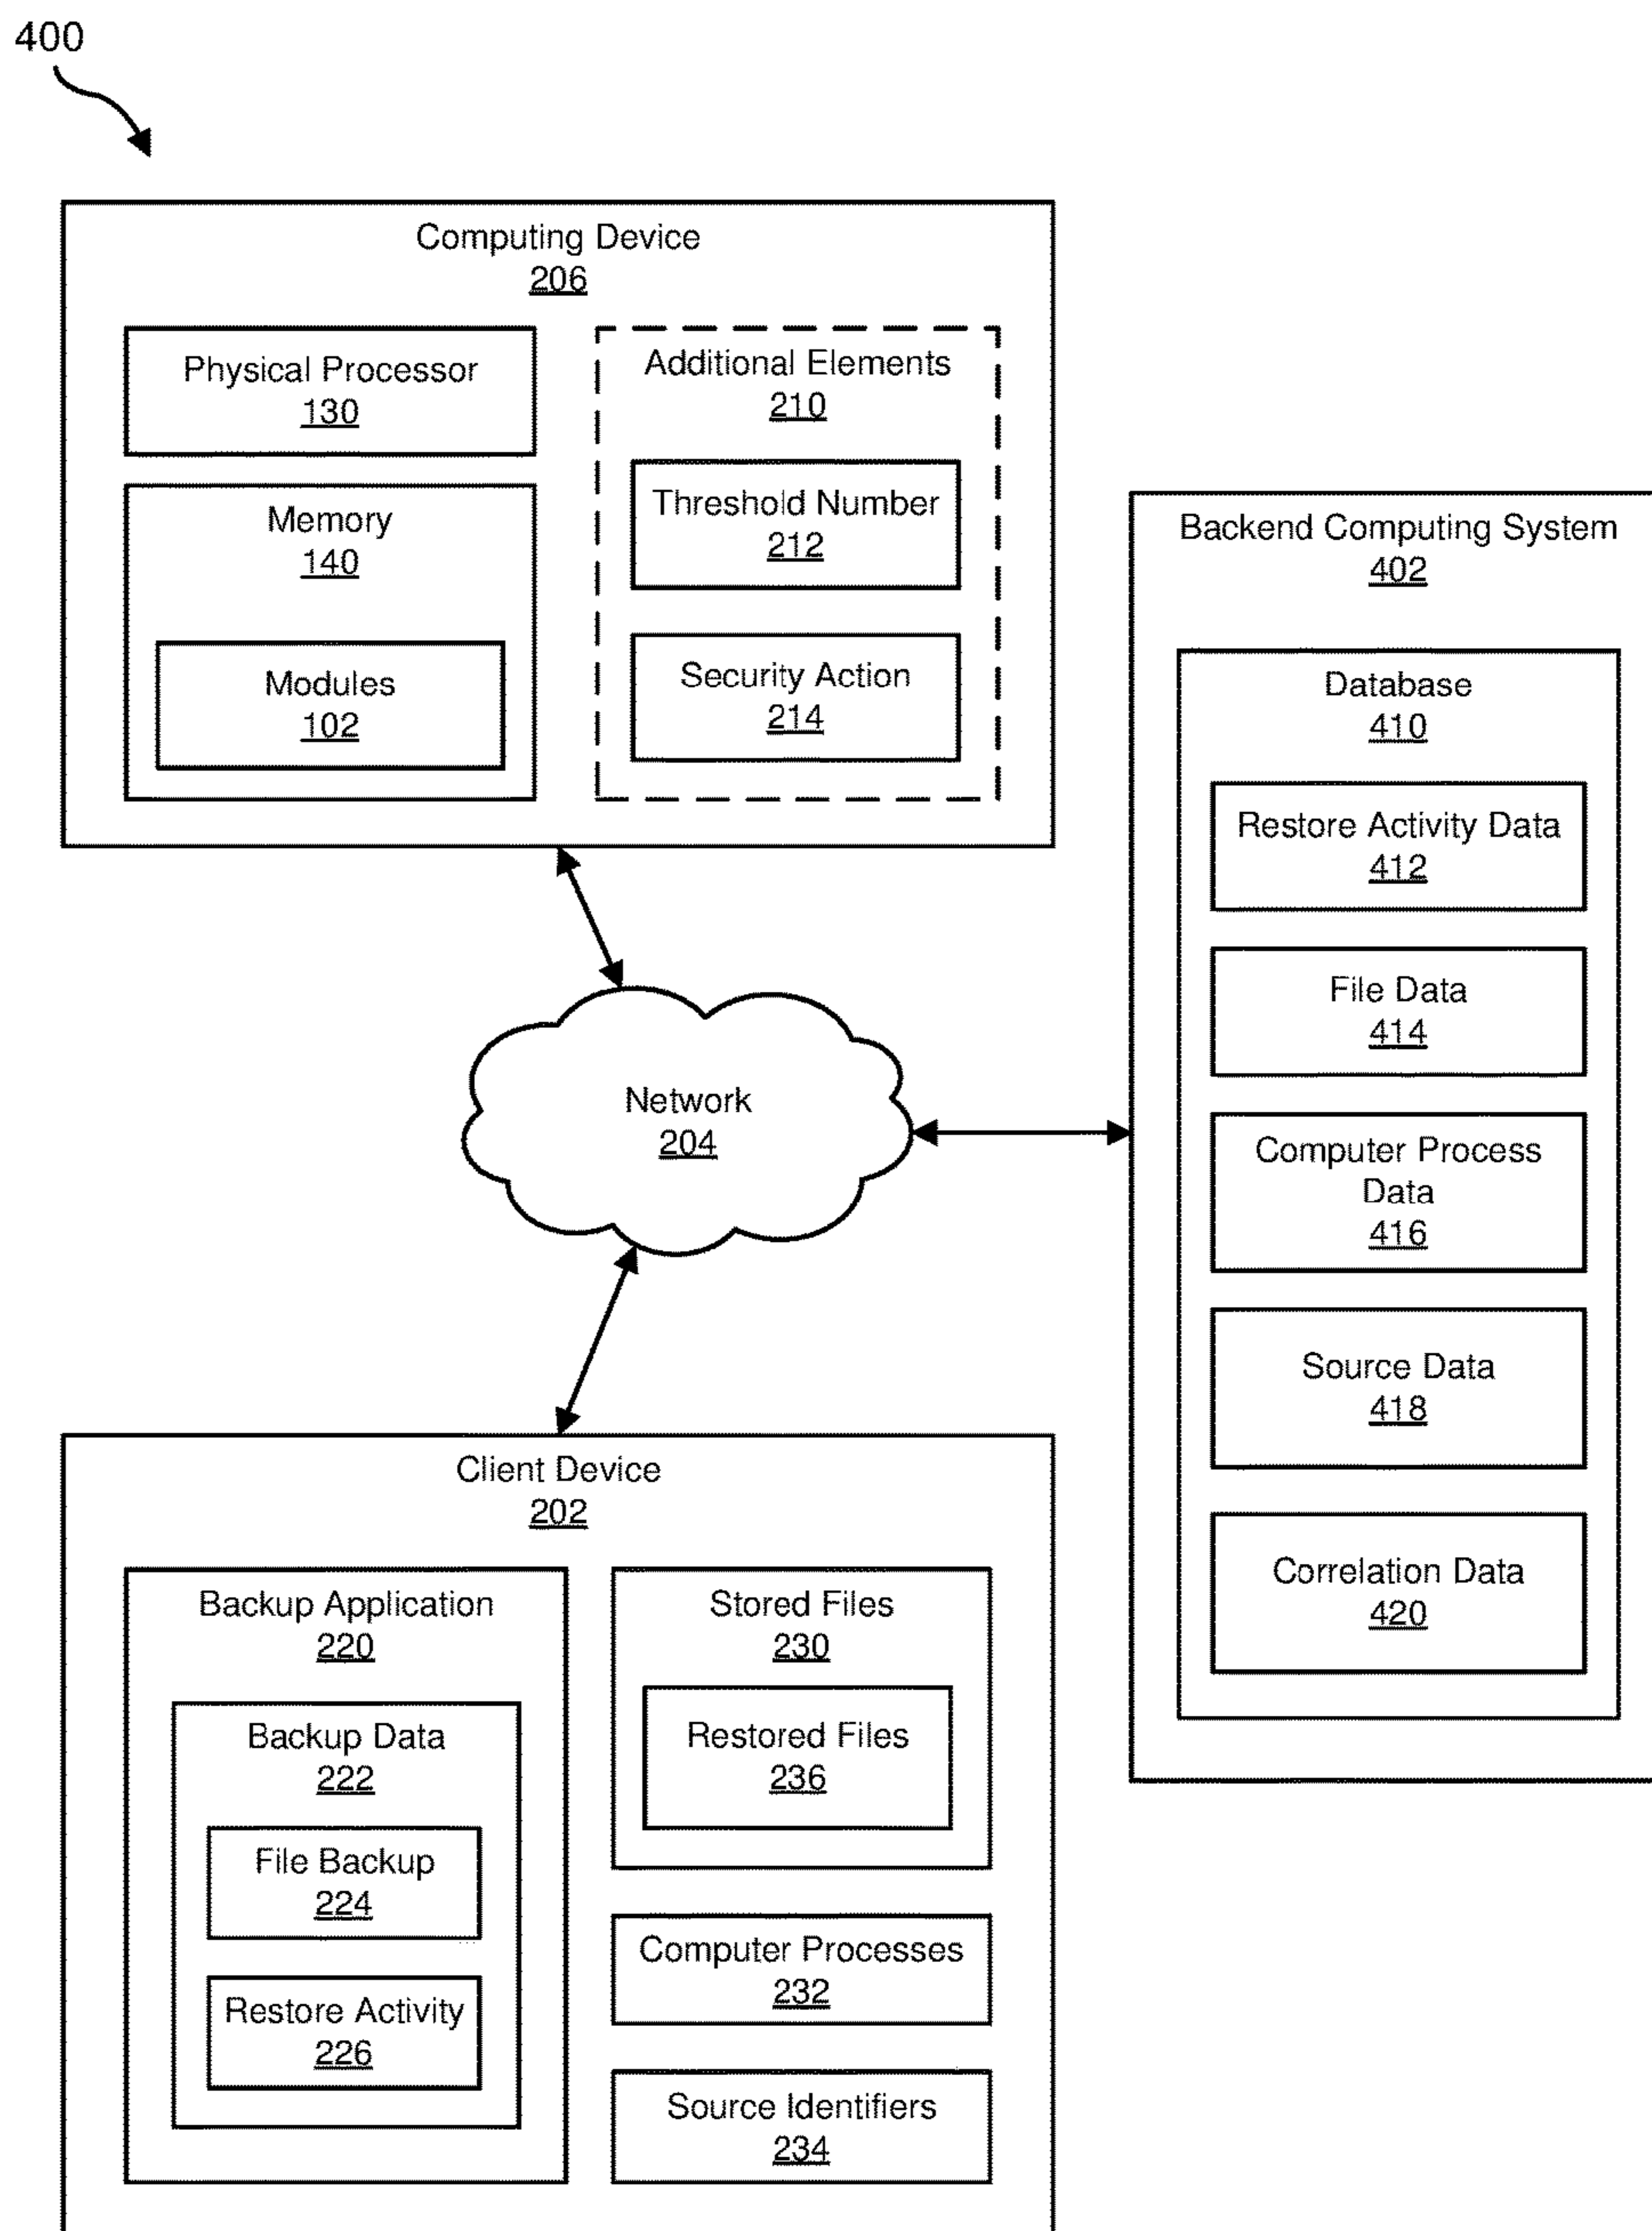 400
Computing Device
206
Physical Processor
130
Memory
140
Modules
102
Additional Elements
210
Threshold Number
212
Security Action
214
Backend Computing System
402
Database
410
Restore Activity Data
412
File Data
414
Computer Process
Data
416
Source Data
418
Correlation Data
420
Network
204
Client Device
202
Backup Application
220
Backup Data
222
File Backup
224
Restore Activity
226
Stored Files
230
Restored Files
236
Computer Processes
232
Source Identifiers
234